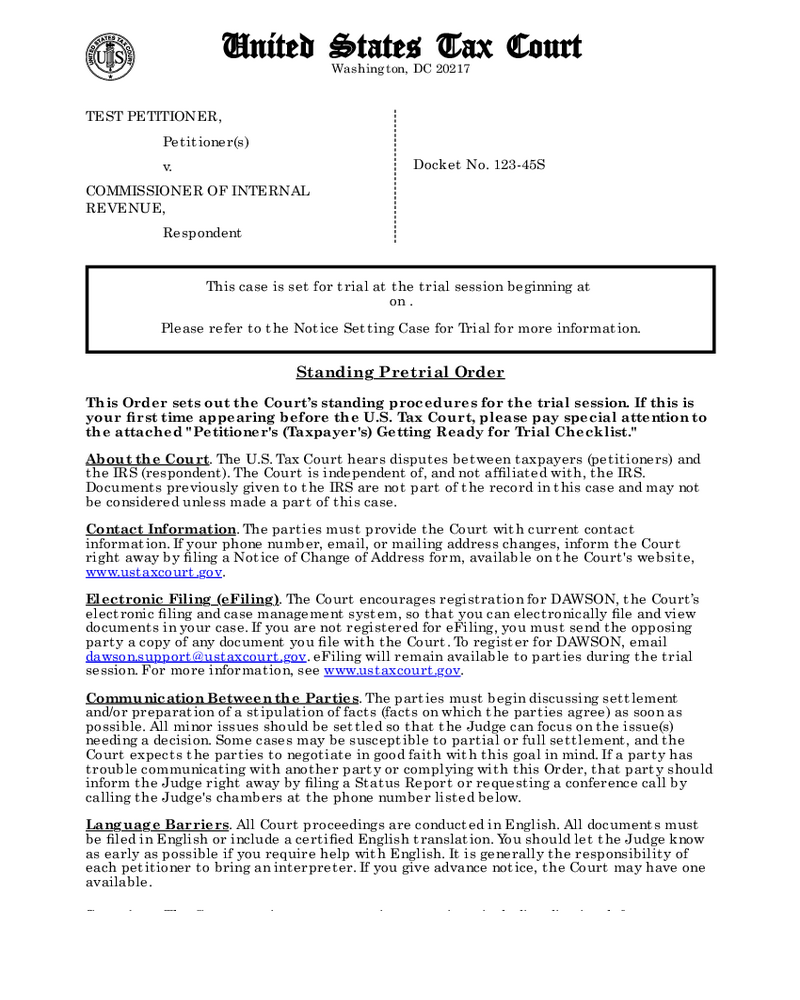 United States Tax Court
Washington, DC 20217
TEST PETITIONER,
Petitioner(s)
v.
COMMISSIONER OF INTERNAL
REVENUE,
Respondent
Docket No. 123-45S
This case is set for trial at the trial session beginning at
on .
Please refer to the Notice Setting Case for Trial for more information.
Standing Pretrial Order
This Order sets out the Court’s standing procedures for the trial session. If this is
your first time appearing before the U.S. Tax Court, please pay special attention to
the attached "Petitioner's (Taxpayer's) Getting Ready for Trial Checklist."
About the Court. The U.S. Tax Court hears disputes between taxpayers (petitioners) and
the IRS (respondent). The Court is independent of, and not affiliated with, the IRS.
Documents previously given to the IRS are not part of the record in this case and may not
be considered unless made a part of this case.
Contact Information. The parties must provide the Court with current contact
information. If your phone number, email, or mailing address changes, inform the Court
right away by filing a Notice of Change of Address form, available on the Court's website,
www.ustaxcourt.gov.
Electronic Filing (eFiling). The Court encourages registration for DAWSON, the Court’s
electronic filing and case management system, so that you can electronically file and view
documents in your case. If you are not registered for eFiling, you must send the opposing
party a copy of any document you file with the Court. To register for DAWSON, email
dawson.support@ustaxcourt.gov. eFiling will remain available to parties during the trial
session. For more information, see www.ustaxcourt.gov.
Communication Between the Parties. The parties must begin discussing settlement
and/or preparation of a stipulation of facts (facts on which the parties agree) as soon as
possible. All minor issues should be settled so that the Judge can focus on the issue(s)
needing a decision. Some cases may be susceptible to partial or full settlement, and the
Court expects the parties to negotiate in good faith with this goal in mind. If a party has
trouble communicating with another party or complying with this Order, that party should
inform the Judge right away by filing a Status Report or requesting a conference call by
calling the Judge's chambers at the phone number listed below.
Language Barriers. All Court proceedings are conducted in English. All documents must
be filed in English or include a certified English translation. You should let the Judge know
as early as possible if you require help with English. It is generally the responsibility of
each petitioner to bring an interpreter. If you give advance notice, the Court may have one
available.